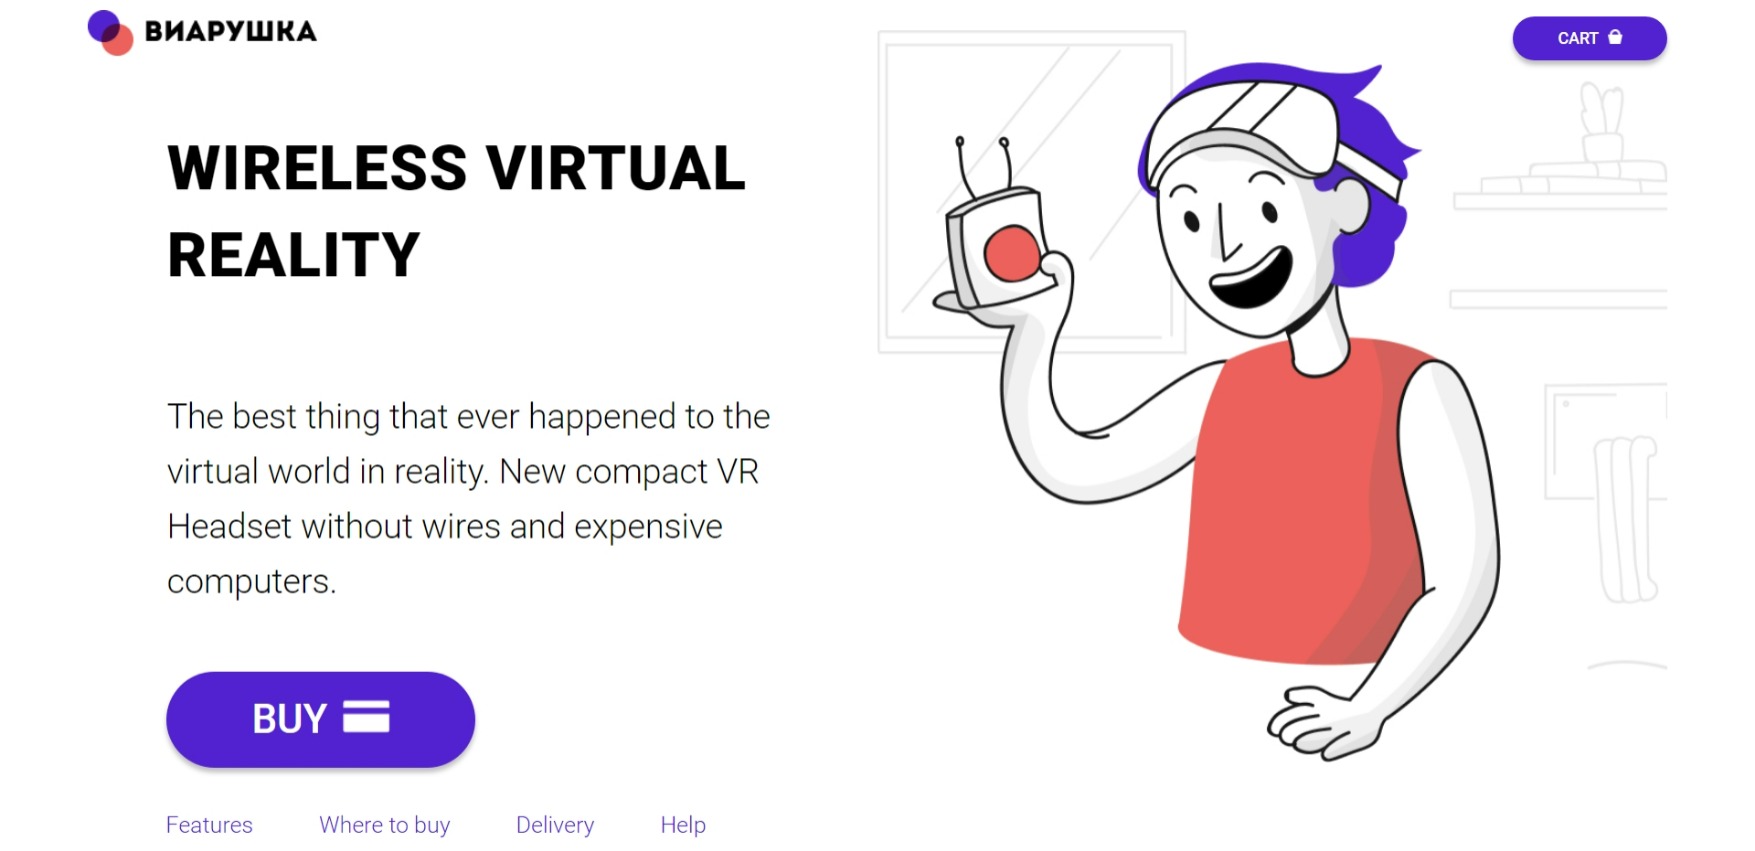 ВИАРУШКА
CART
WIRELESS VIRTUAL
REALITY
The best thing that ever happened to the
virtual world in reality. New compact VR
Headset without wires and expensive
computers.
BUY
Features Where to buy Delivery Help